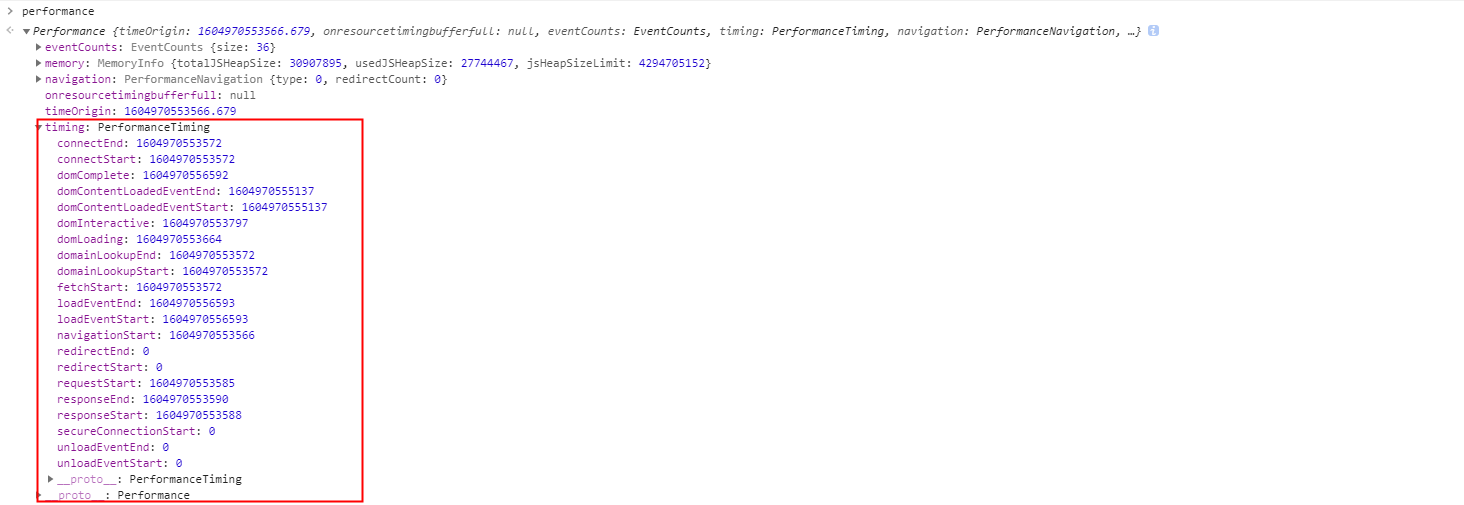 performance
Performance {timeOrigin: 1604970553566.679, onresourcetimingbufferfull: null, eventCounts: EventCounts, timing: PerformanceTiming, navigation: PerformanceNavigation, …}
eventCounts: EventCounts {size: 36}
memory: MemoryInfo {totalJSHeapSize: 30907895, usedJSHeapSize: 27744467, jsHeapSizeLimit: 4294705152}
navigation: PerformanceNavigation {type: 0, redirectCount: 0}
onresourcetimingbufferfull: null
timeOrigin: 1604970553566.679
timing: PerformanceTiming
connectEnd: 1604970553572
connectStart: 1604970553572
domComplete: 1604970556592
domContentLoadedEventEnd: 1604970555137
domContentLoadedEventStart: 1604970555137
domInteractive: 1604970553797
domLoading: 1604970553664
domainLookupEnd: 1604970553572
domainLookupStart: 1604970553572
fetchStart: 1604970553572
loadEventEnd: 1604970556593
loadEventStart: 1604970556593
navigationStart: 1604970553566
redirectEnd: 0
redirectStart: 0
requestStart: 1604970553585
responseEnd: 1604970553590
responseStart: 1604970553588
secureConnectionStart: 0
unloadEventEnd: 0
unloadEventStart: 0
__proto__: PerformanceTiming
__proto__: Performance